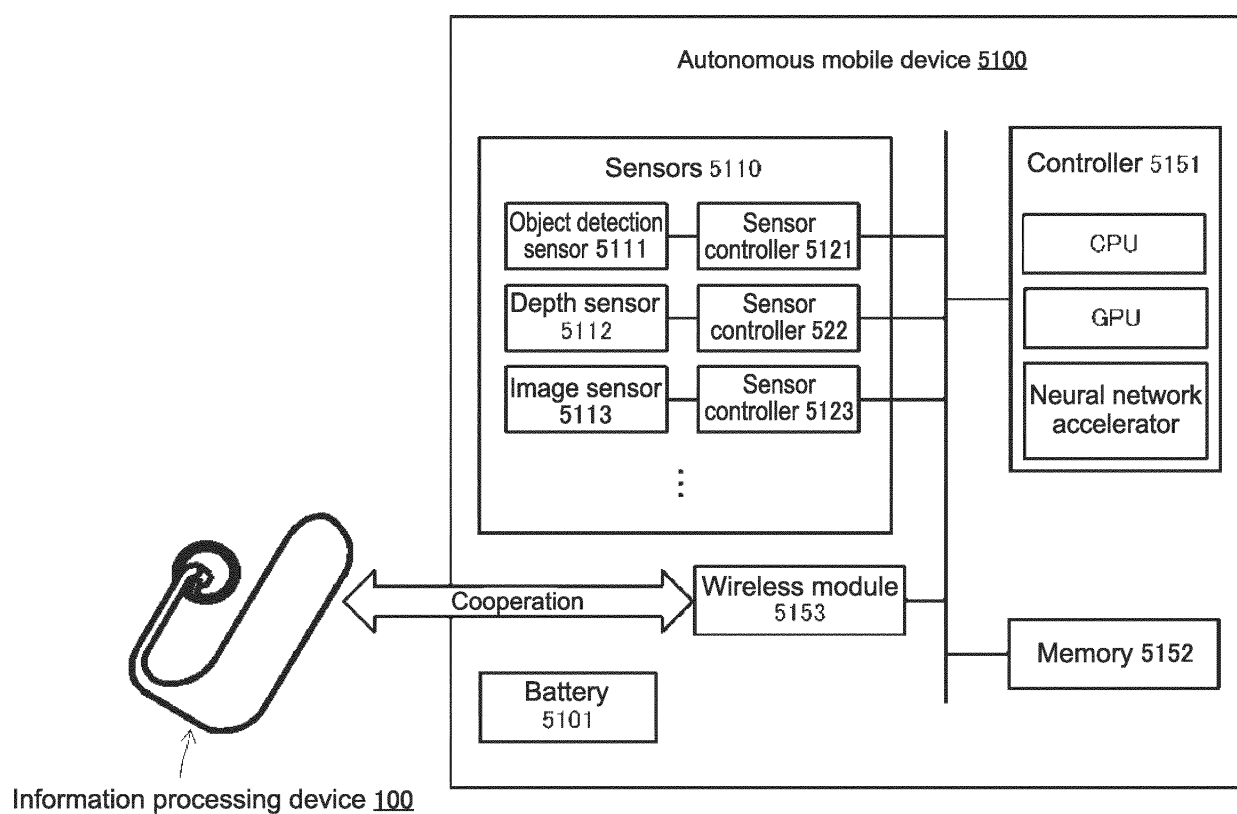 Autonomous mobile device 5100
Sensors 5110
Object detection
sensor 5111
Sensor
controller 5121
Depth sensor
5112
Sensor
controller 522
Image sensor
5113
Sensor
controller 5123
⋮
Controller 5151
CPU
GPU
Neural network
accelerator
Cooperation
Wireless module
5153
Memory 5152
Battery
5101
Information processing device 100